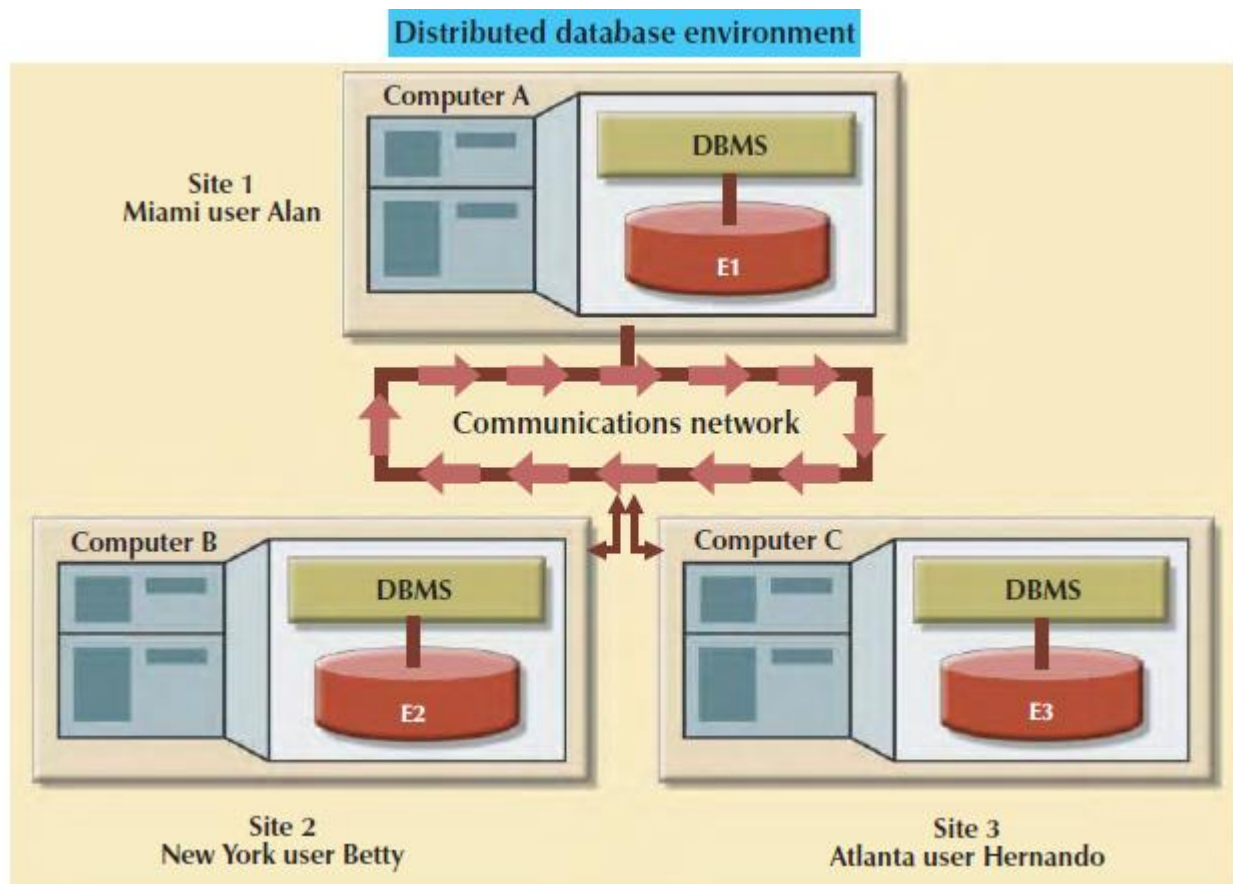 Distributed database environment
Computer A
DBMS
Site 1
Miami user Alan
E1
Communications network
Computer B
DBMS
E2
Computer C
DBMS
E3
Site 2
New York user Betty
Site 3
Atlanta user Hernando